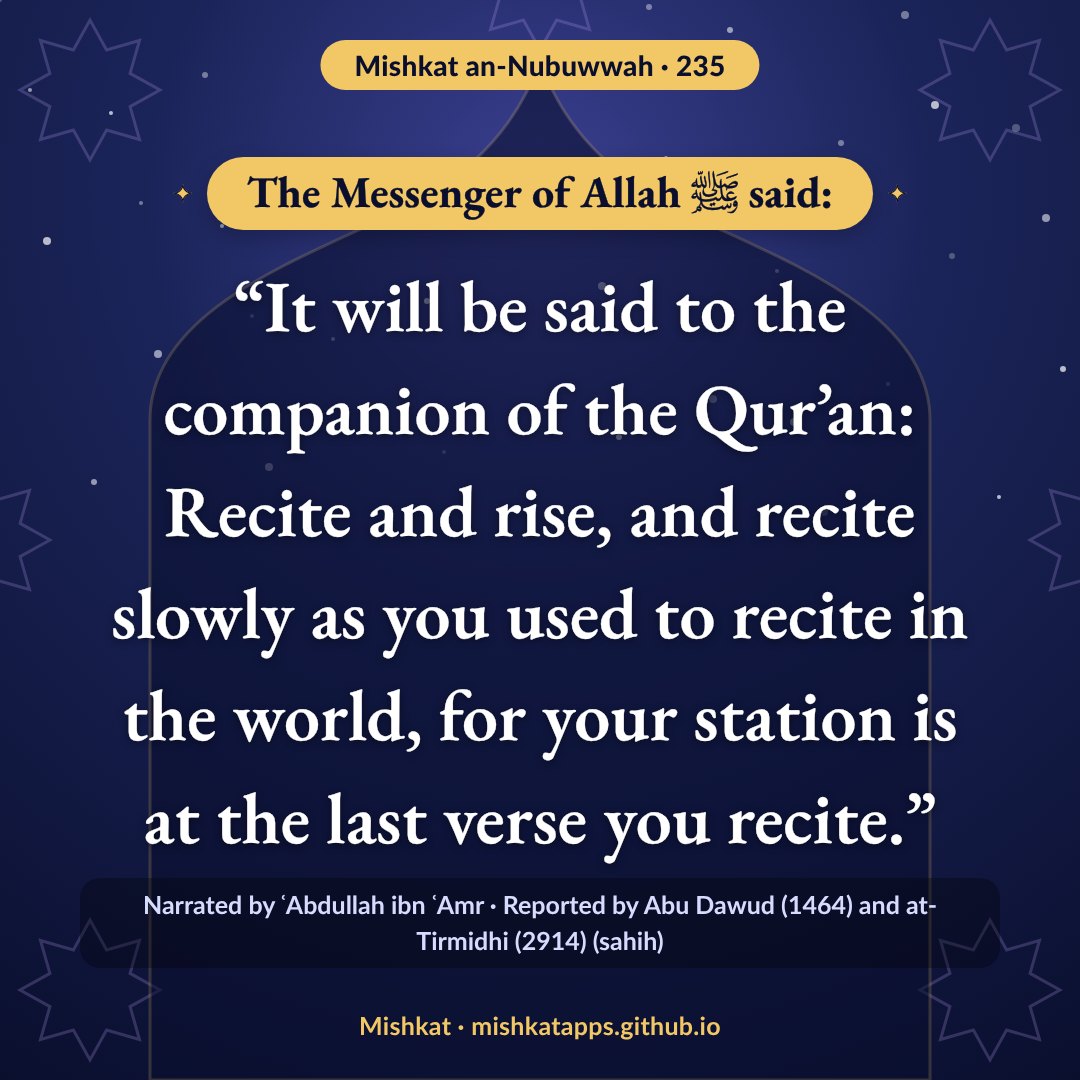 Mishkat an-Nubuwwah · 235
The Messenger of Allah ﷺ said:
“It will be said to the
companion of the Qur’an:
Recite and rise, and recite
slowly as you used to recite in
the world, for your station is
at the last verse you recite.”
Narrated by ʿAbdullah ibn ʿAmr · Reported by Abu Dawud (1464) and at-
Tirmidhi (2914) (sahih)
Mishkat · mishkatapps.github.io